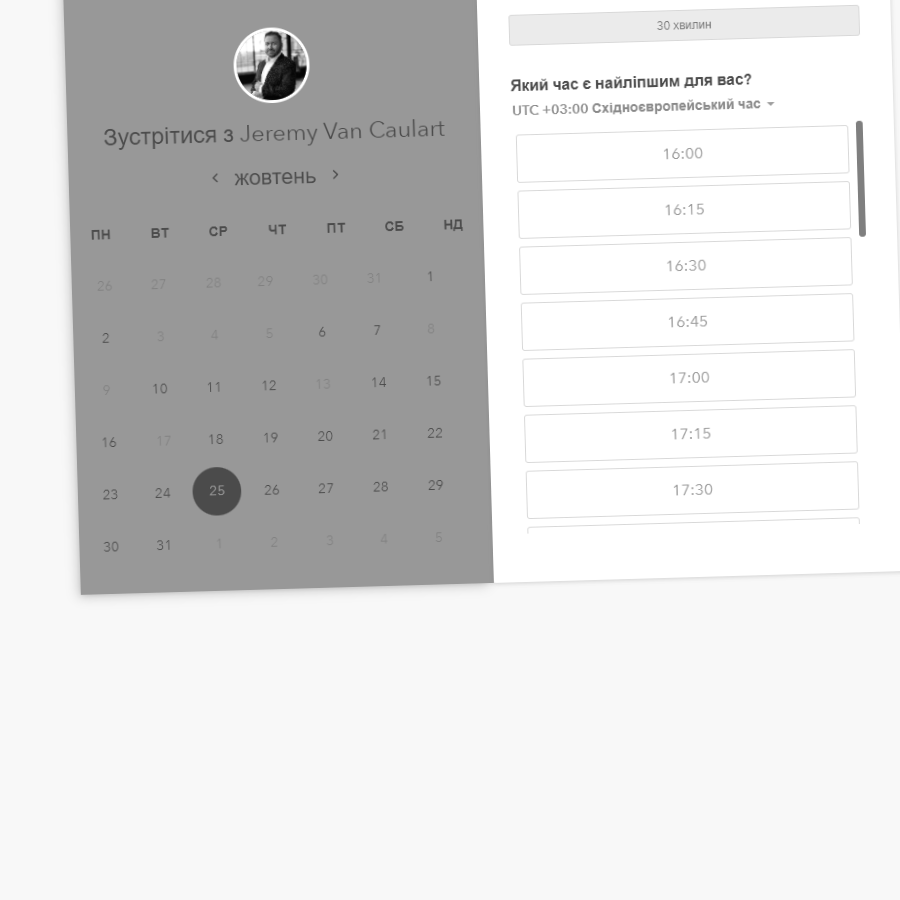 Зустрітися з Jeremy Van Caulart
‹ жовтень ›
ПН ВТ СР ЧТ ПТ СБ НД
26 27 28 29 30 31 1
2 3 4 5 6 7 8
9 10 11 12 13 14 15
16 17 18 19 20 21 22
23 24 25 26 27 28 29
30 31 1 2 3 4 5
30 хвилин
Який час є найліпшим для вас?
UTC +03:00 Східноєвропейський час
16:00
16:15
16:30
16:45
17:00
17:15
17:30